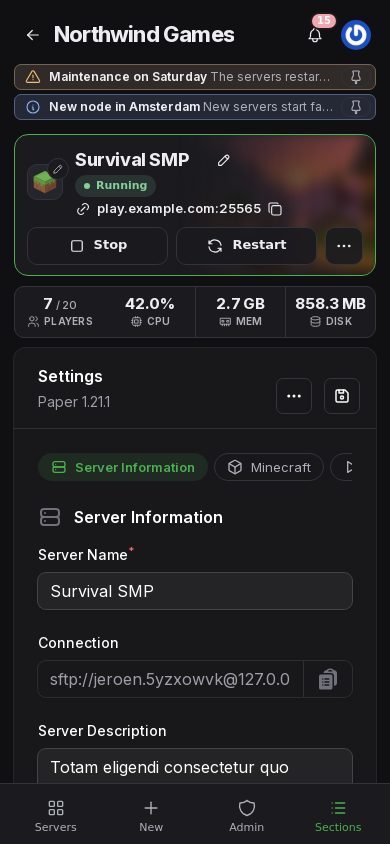 Northwind Games
15
Maintenance on Saturday The servers restar…
New node in Amsterdam New servers start fa…
Survival SMP
Running
play.example.com:25565
Stop
Restart
7 / 20
PLAYERS
42.0%
CPU
2.7 GB
MEM
858.3 MB
DISK
Settings
Paper 1.21.1
Server Information
Minecraft
Server Information
Server Name*
Survival SMP
Connection
sftp://jeroen.5yzxowvk@127.0.0
Server Description
Totam eligendi consectetur quo
Servers
New
Admin
Sections